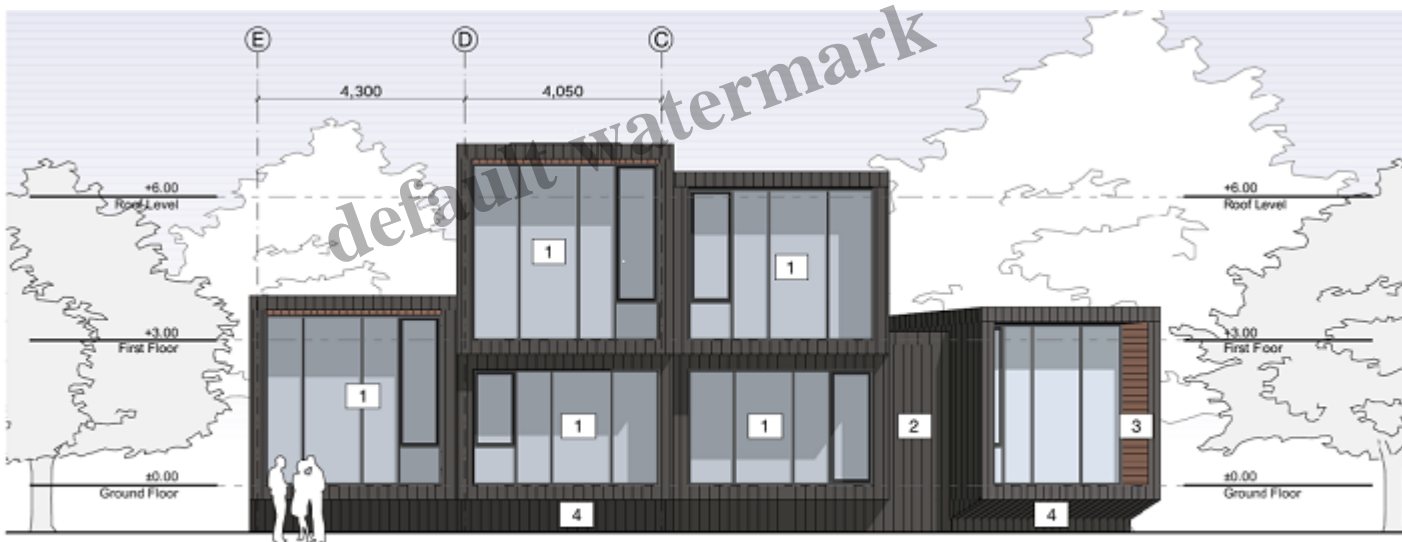 E
D
C
4,300
4,050
default watermark
+6.00
Roof Level
+6.00
Roof Level
1
1
+3.00
First Floor
+3.00
First Foor
1
1
1
2
3
±0.00
Ground Floor
±0.00
Ground Floor
4
4